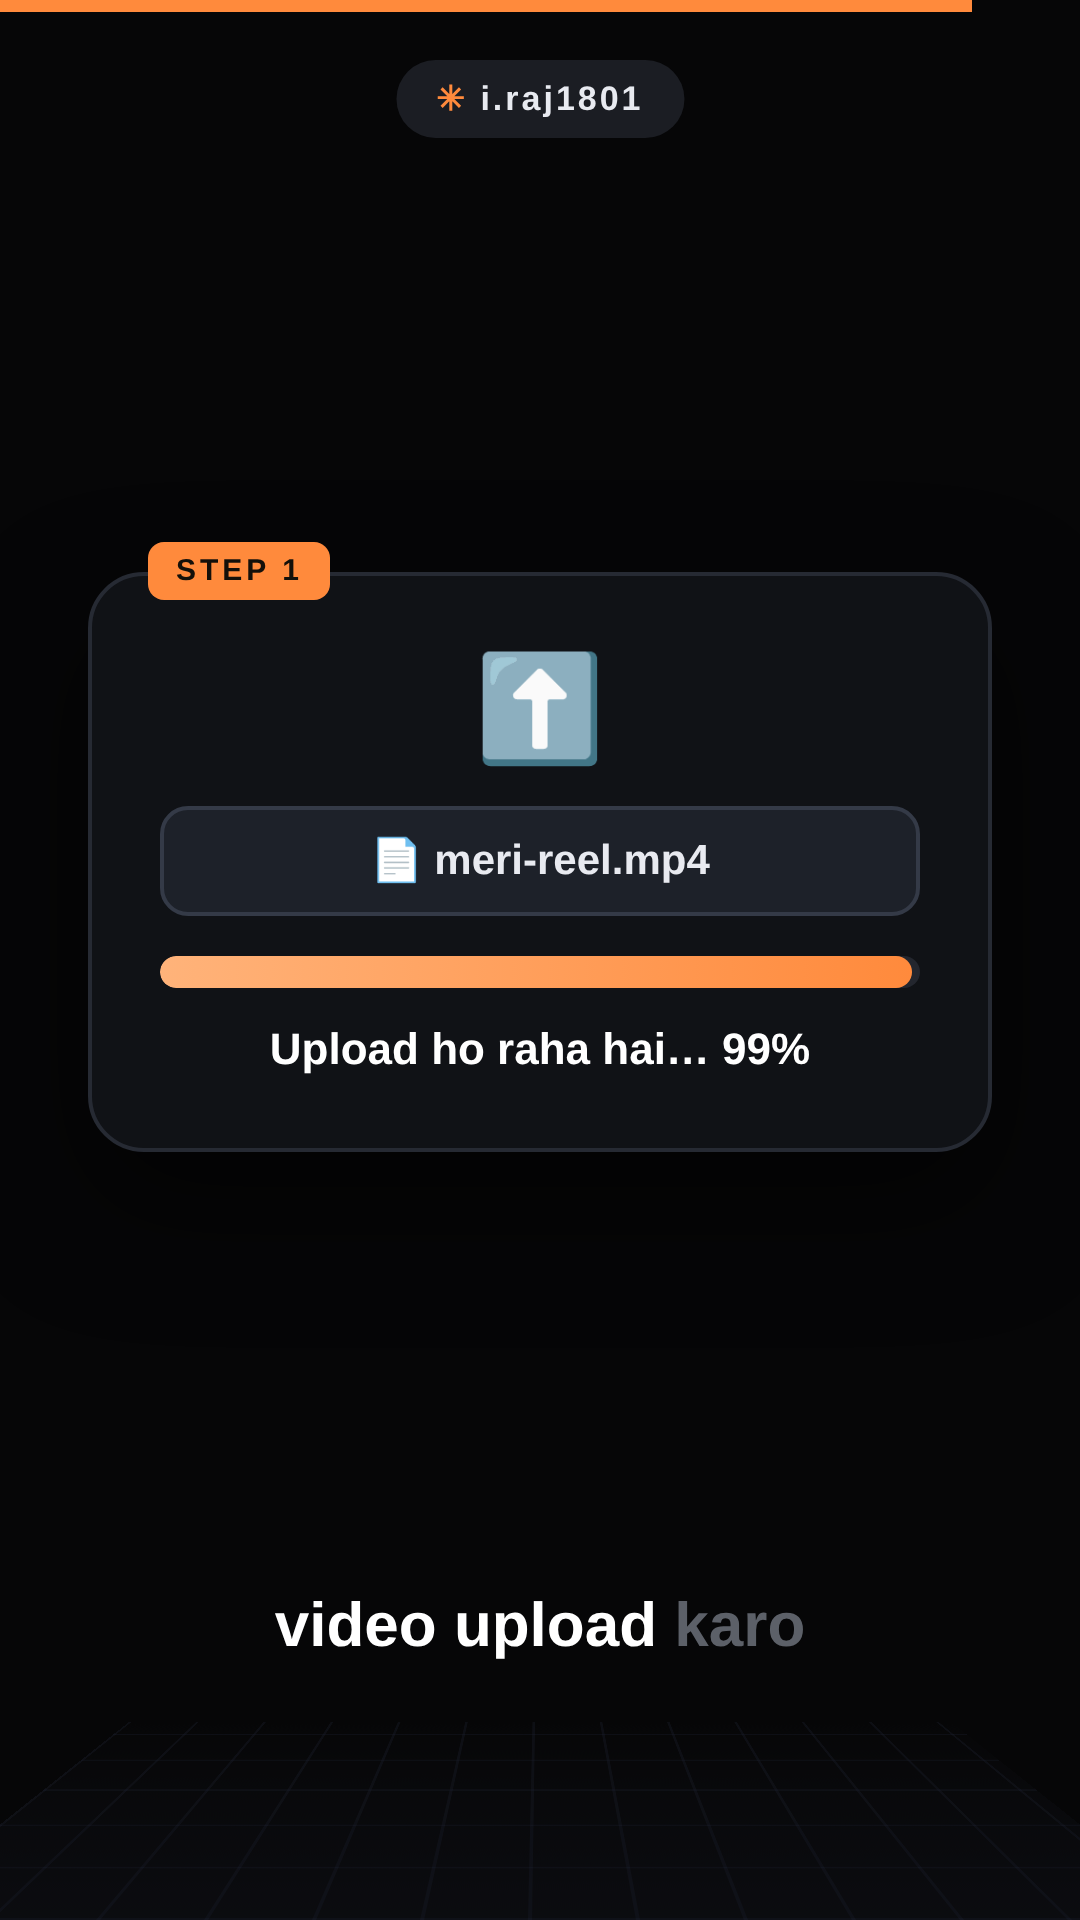 ✳ i.raj1801
STEP 1
⬆️
📄 meri-reel.mp4
Upload ho raha hai… 99%
video upload karo